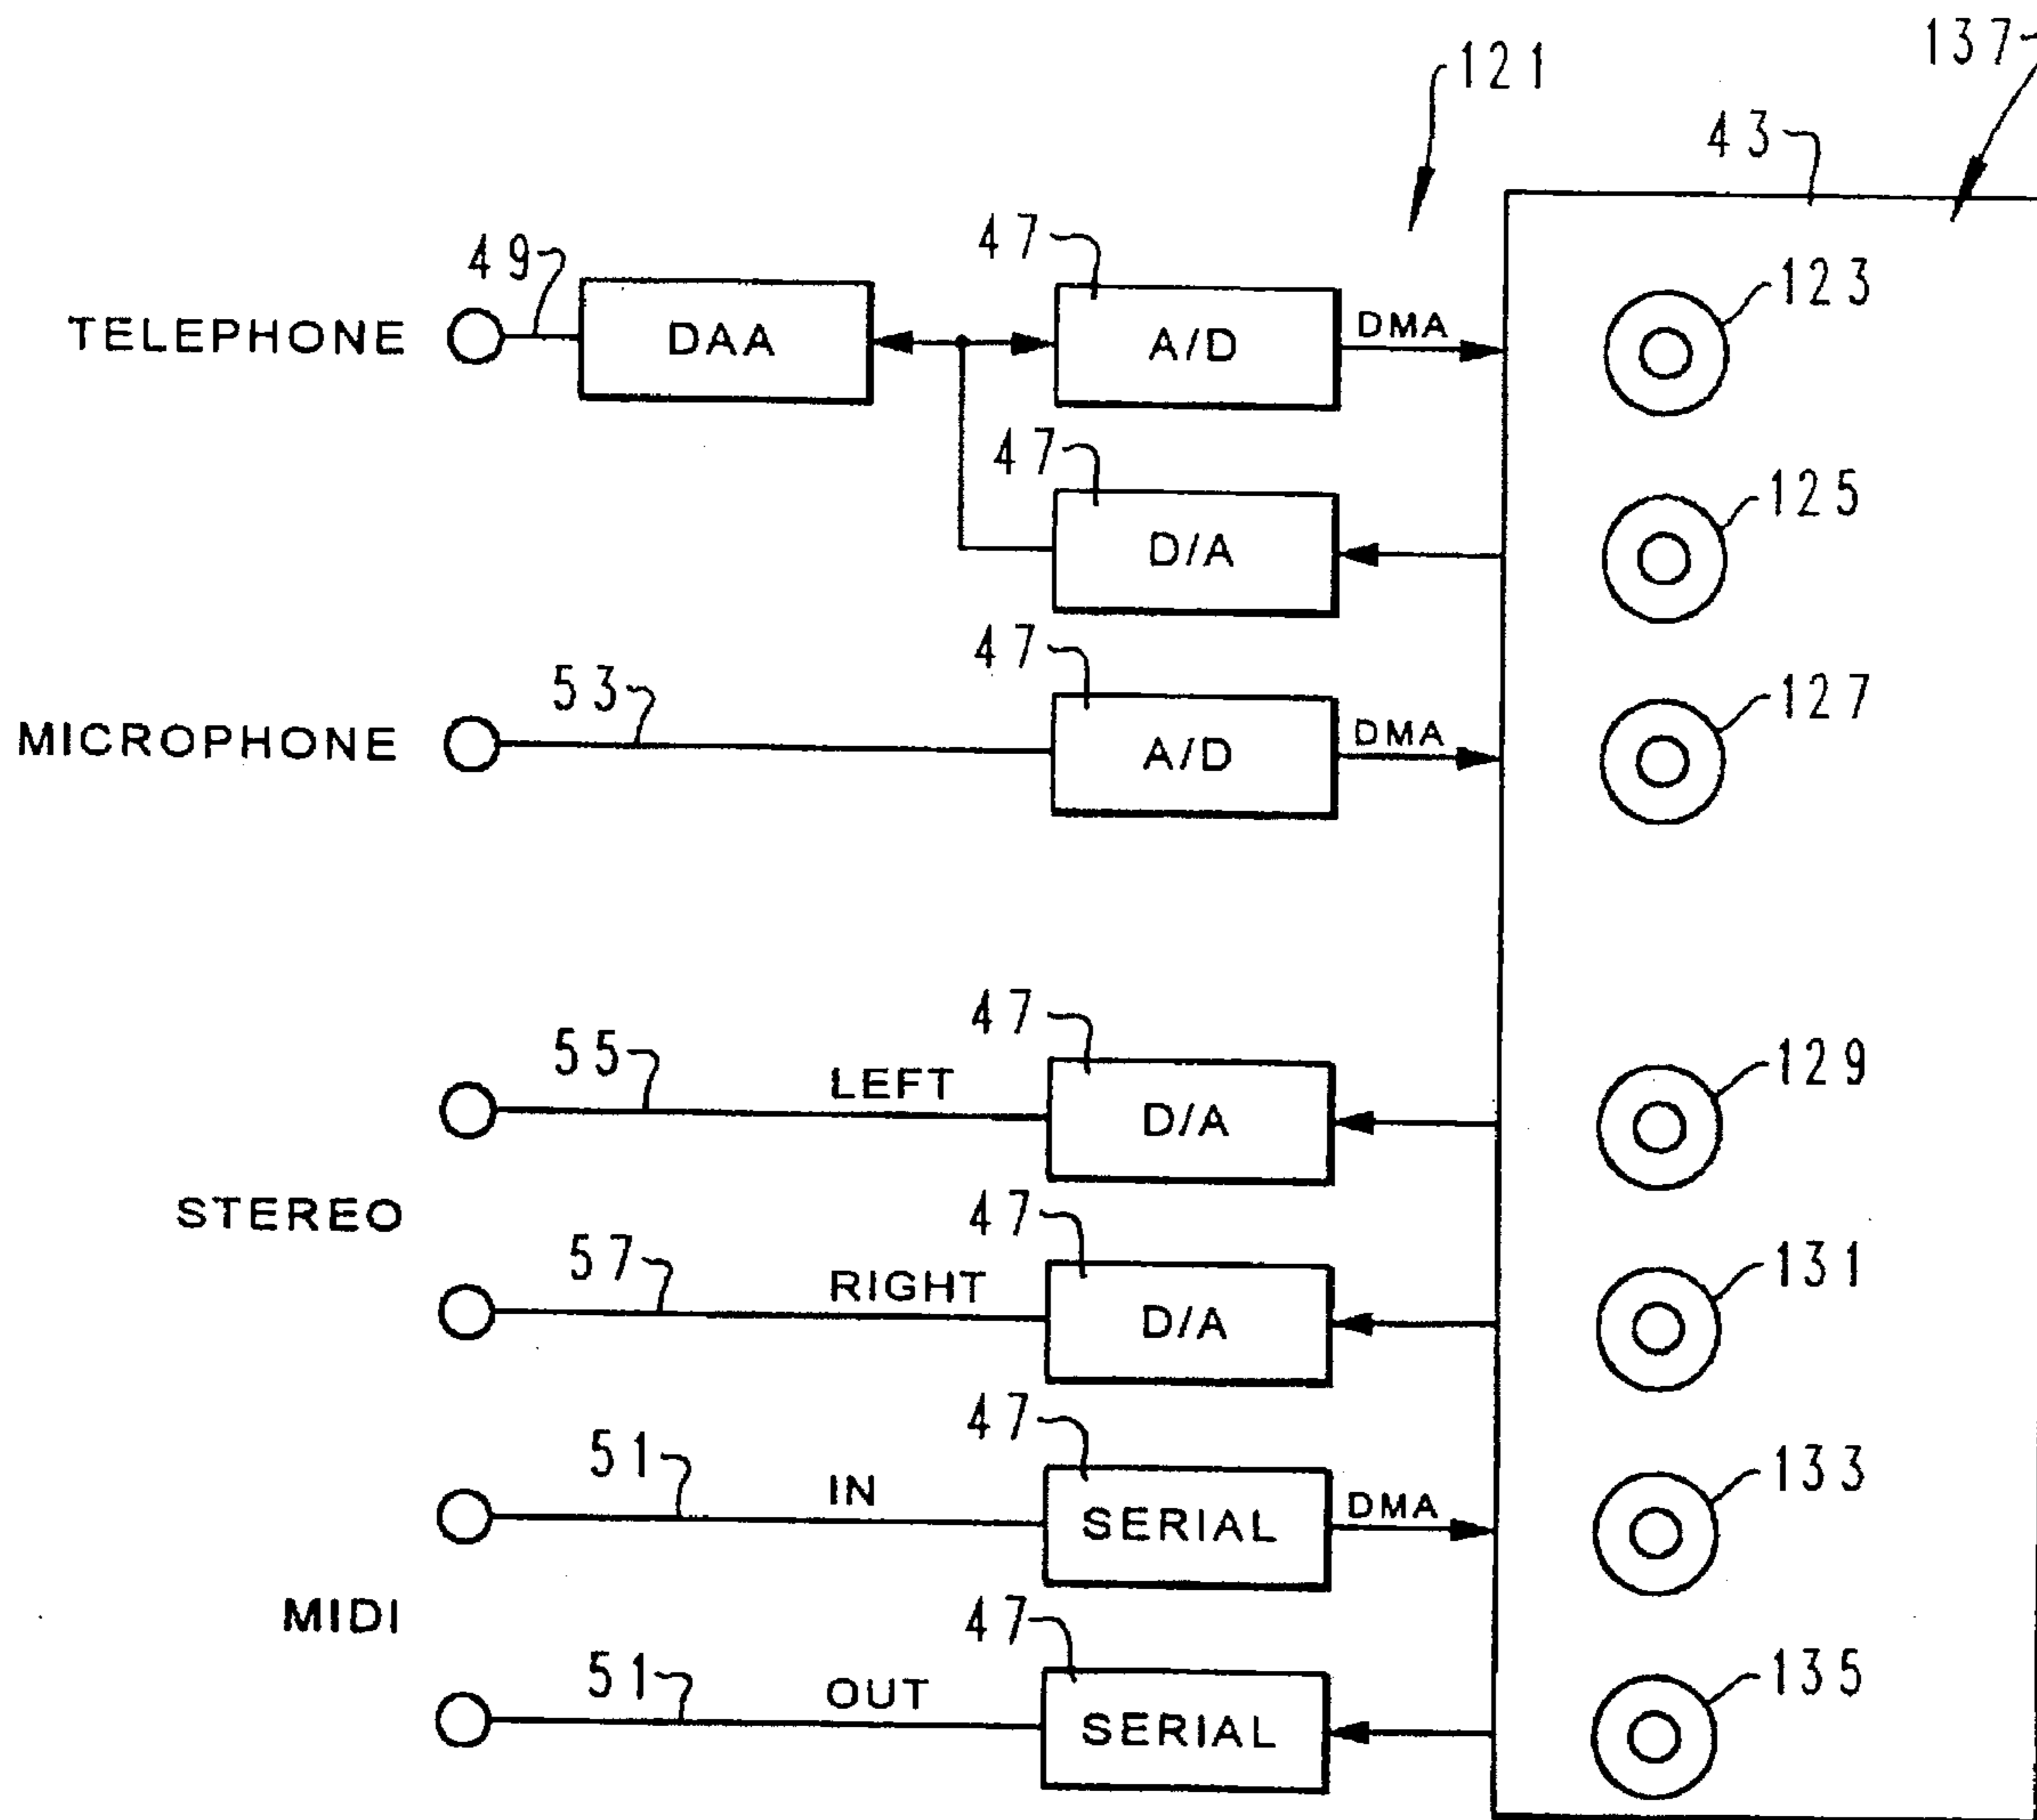 137
121
43
49
47
123
TELEPHONE
DAA
A/D
DMA
47
125
D/A
47
127
53
MICROPHONE
A/D
DMA
47
129
55
LEFT
D/A
STEREO
47
131
57
RIGHT
D/A
47
133
51
IN
SERIAL
DMA
MIDI
47
135
51
OUT
SERIAL